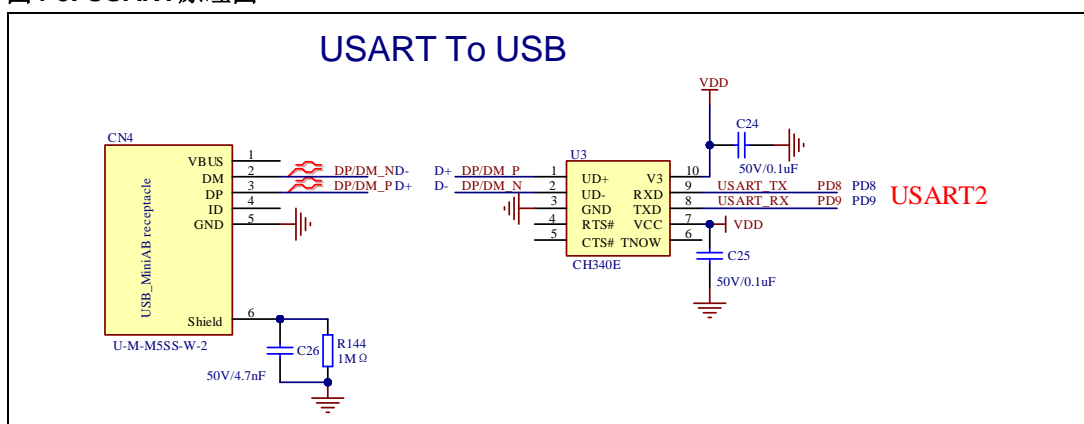 USART To USB
VDD
CN4
C24
50V/0.1uF
U3
VBUS 1
DM 2 DP/DM_N D-
DP 3 DP/DM_P D+
ID 4
GND 5
USB_MiniAB receptacle
Shield 6
U-M-M5SS-W-2
D+ DP/DM_P 1 UD+ V3 10
D- DP/DM_N 2 UD- RXD 9 USART_TX PD8 PD8
3 GND TXD 8 USART_RX PD9 PD9
USART2
4 RTS# VCC 7 VDD
5 CTS# TNOW 6
CH340E
C25
50V/0.1uF
C26
50V/4.7nF
R144
1MΩ